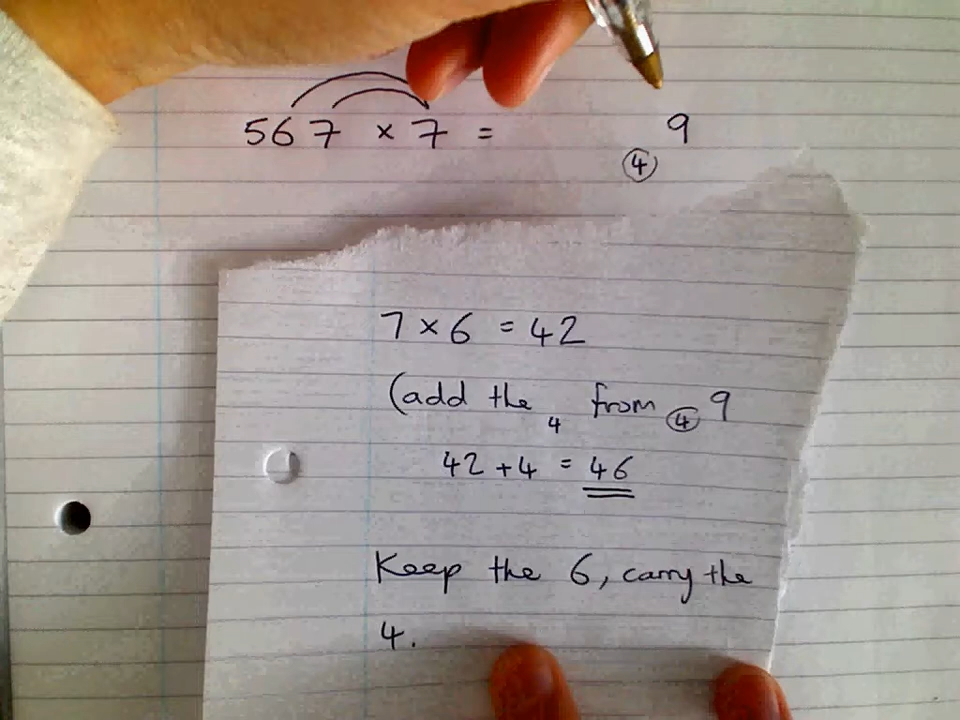 567 × 7 = 9
④
7 × 6 = 42
(add the 4 from ④ 9
42 + 4 = 46
Keep the 6, carry the
4.